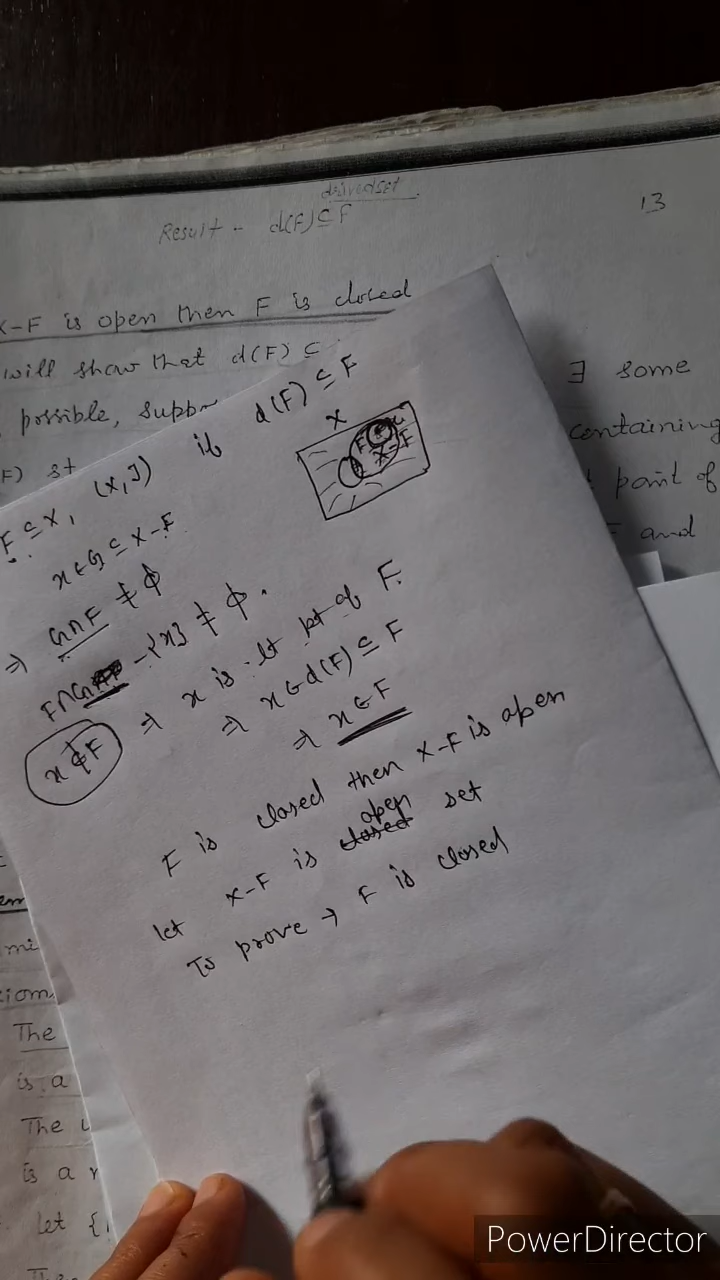 derived set
Result - d(F) ⊆ F
13
X-F is open then F is closed
will show that d(F) ⊆
∃ some
possible,
containing
F) st
point of
and
F ⊆ X, (X, J) if d(F) ⊆ F
X
x ∈ G ⊆ X-F
⇒ G∩F ≠ ϕ
F∩G -{x} ≠ ϕ.
x ∉ F ⇒ x is lt pt of F.
⇒ x ∈ d(F) ⊆ F
⇒ x ∈ F
F is closed then X-F is open
open
let X-F is closed set
To prove → F is closed
The
is a
The
is a
let {
PowerDirector